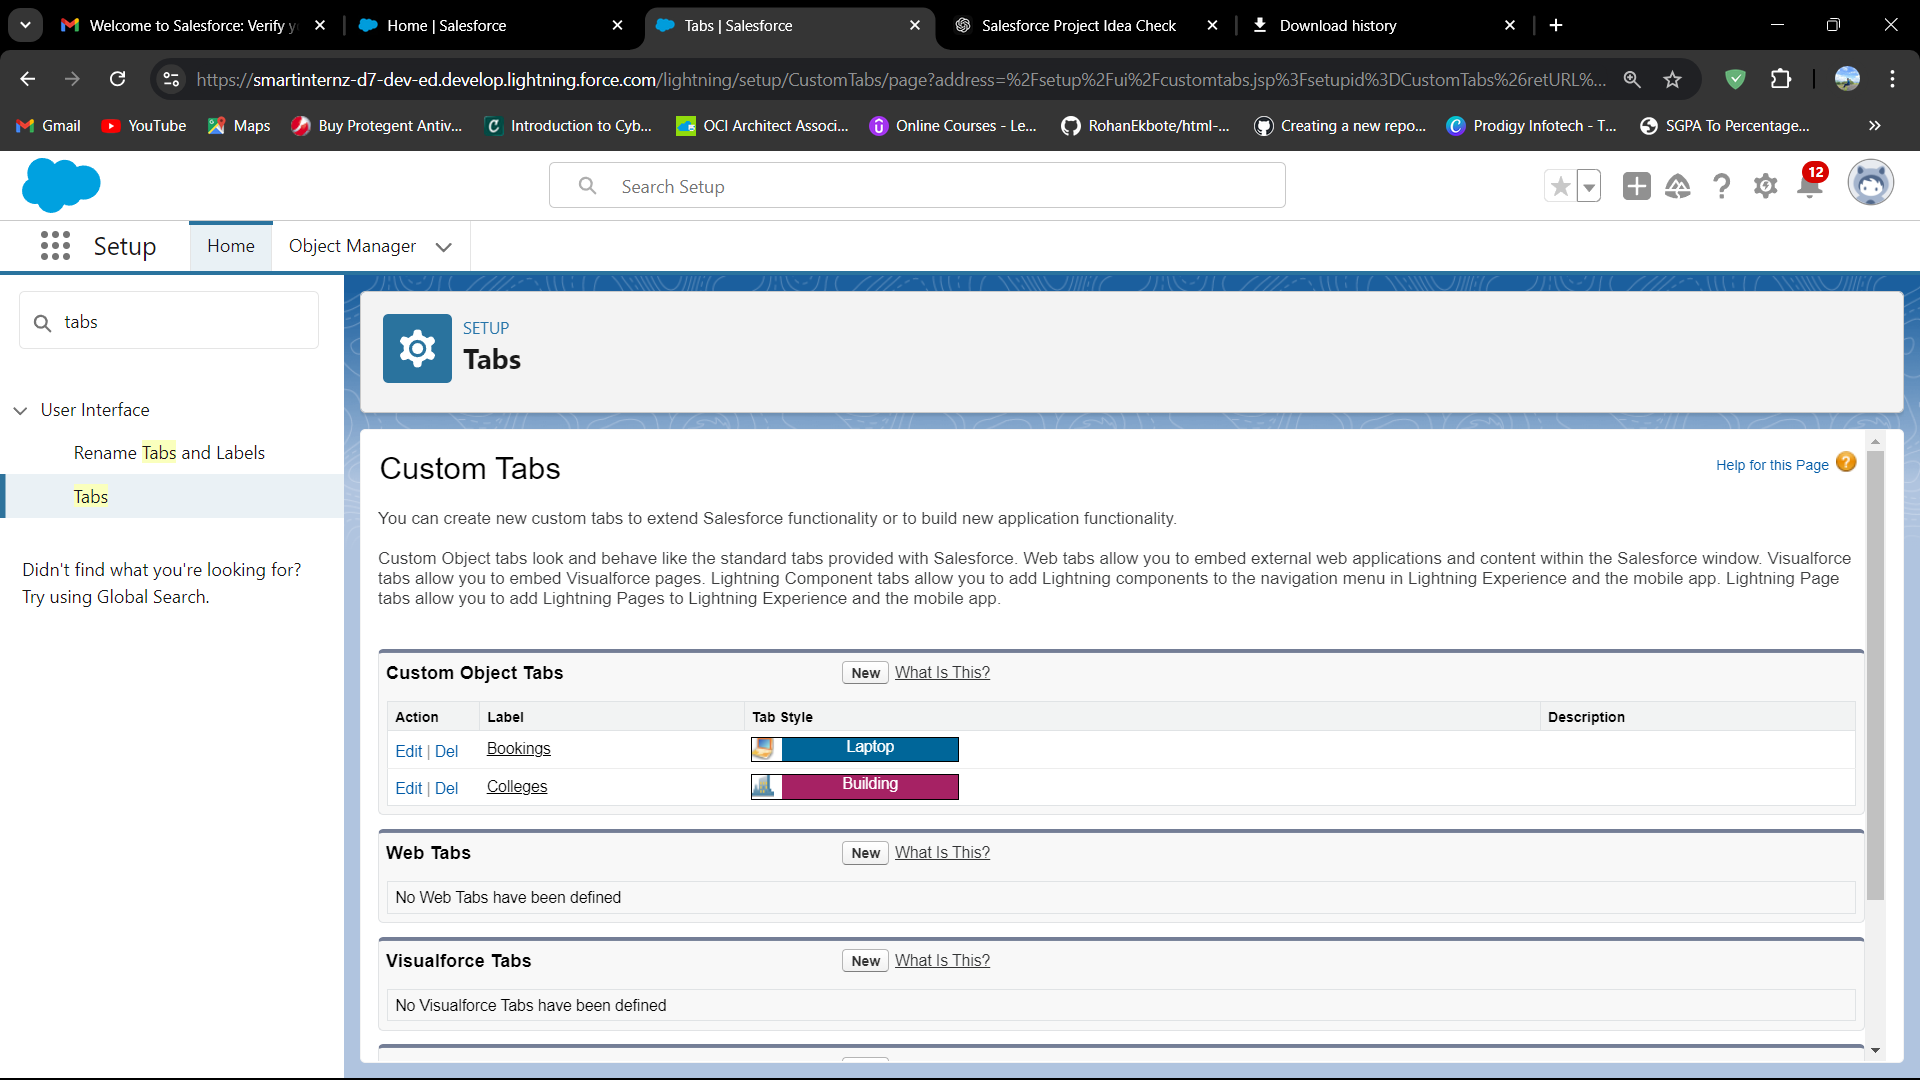 Welcome to Salesforce: Verify y
Home | Salesforce
Tabs | Salesforce
Salesforce Project Idea Check
Download history
https://smartinternz-d7-dev-ed.develop.lightning.force.com/lightning/setup/CustomTabs/page?address=%2Fsetup%2Fui%2Fcustomtabs.jsp%3Fsetupid%3DCustomTabs%26retURL%...
Gmail
YouTube
Maps
Buy Protegent Antiv...
Introduction to Cyb...
OCI Architect Associ...
Online Courses - Le...
RohanEkbote/html-...
Creating a new repo...
Prodigy Infotech - T...
SGPA To Percentage...
Search Setup
12
Setup
Home
Object Manager
tabs
User Interface
Rename Tabs and Labels
Tabs
Didn't find what you're looking for?
Try using Global Search.
SETUP
Tabs
Custom Tabs
Help for this Page
You can create new custom tabs to extend Salesforce functionality or to build new application functionality.
Custom Object tabs look and behave like the standard tabs provided with Salesforce. Web tabs allow you to embed external web applications and content within the Salesforce window. Visualforce
tabs allow you to embed Visualforce pages. Lightning Component tabs allow you to add Lightning components to the navigation menu in Lightning Experience and the mobile app. Lightning Page
tabs allow you to add Lightning Pages to Lightning Experience and the mobile app.
Custom Object Tabs
New
What Is This?
Action
Label
Tab Style
Description
Edit | Del
Bookings
Laptop
Edit | Del
Colleges
Building
Web Tabs
New
What Is This?
No Web Tabs have been defined
Visualforce Tabs
New
What Is This?
No Visualforce Tabs have been defined